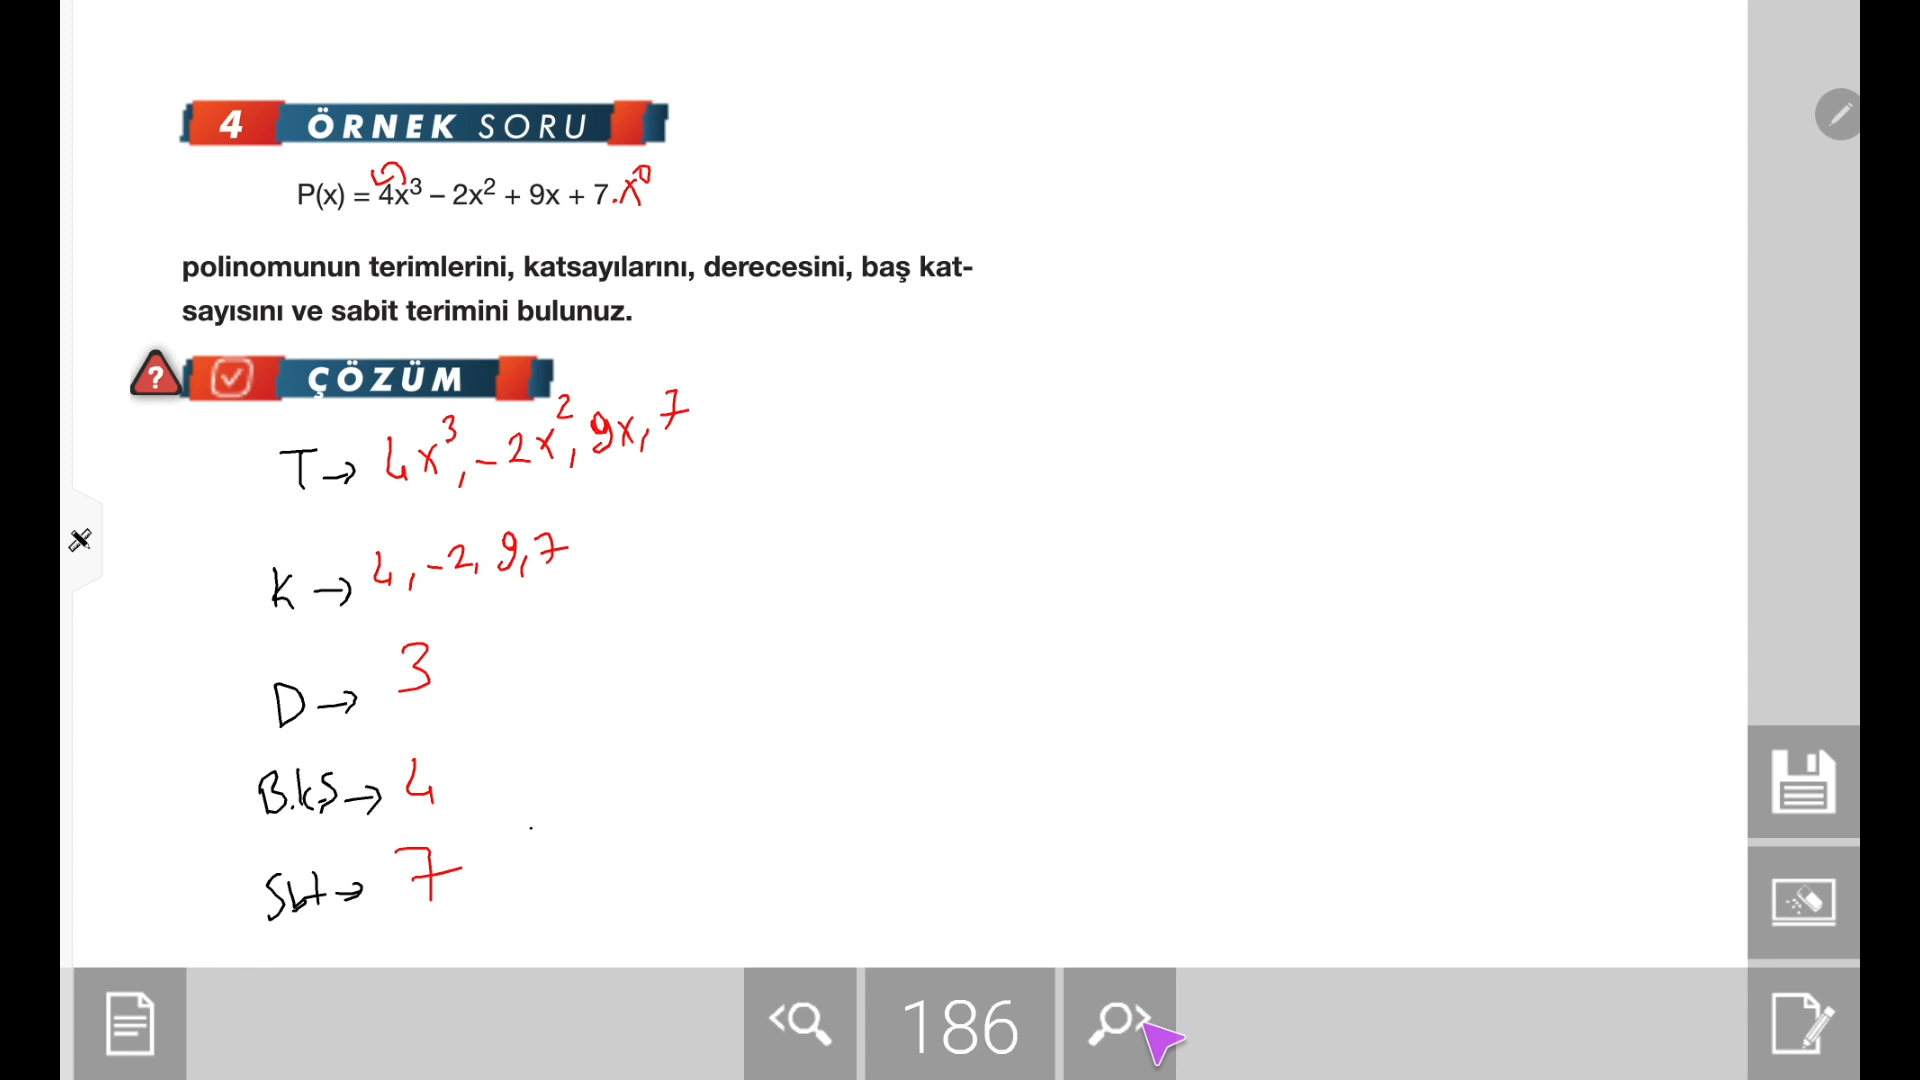 4 ÖRNEK SORU
P(x) = 4x³ – 2x² + 9x + 7.x⁰
polinomunun terimlerini, katsayılarını, derecesini, baş kat-
sayısını ve sabit terimini bulunuz.
? ÇÖZÜM
T→ 4x³, -2x², 9x, 7
K→ 4, -2, 9, 7
D→ 3
B.k.S→ 4
Sbt→ 7
186